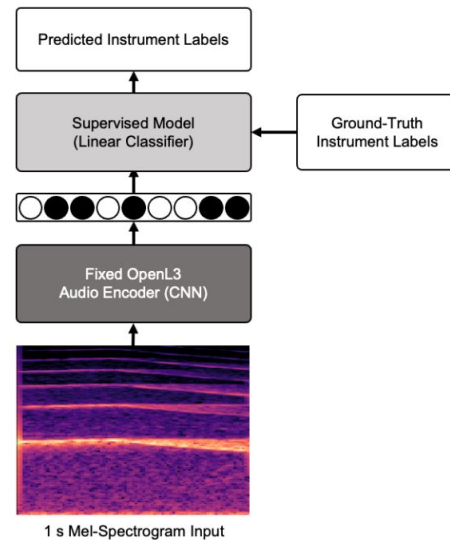 Predicted Instrument Labels
Supervised Model
(Linear Classifier)
Ground-Truth
Instrument Labels
Fixed OpenL3
Audio Encoder (CNN)
1 s Mel-Spectrogram Input